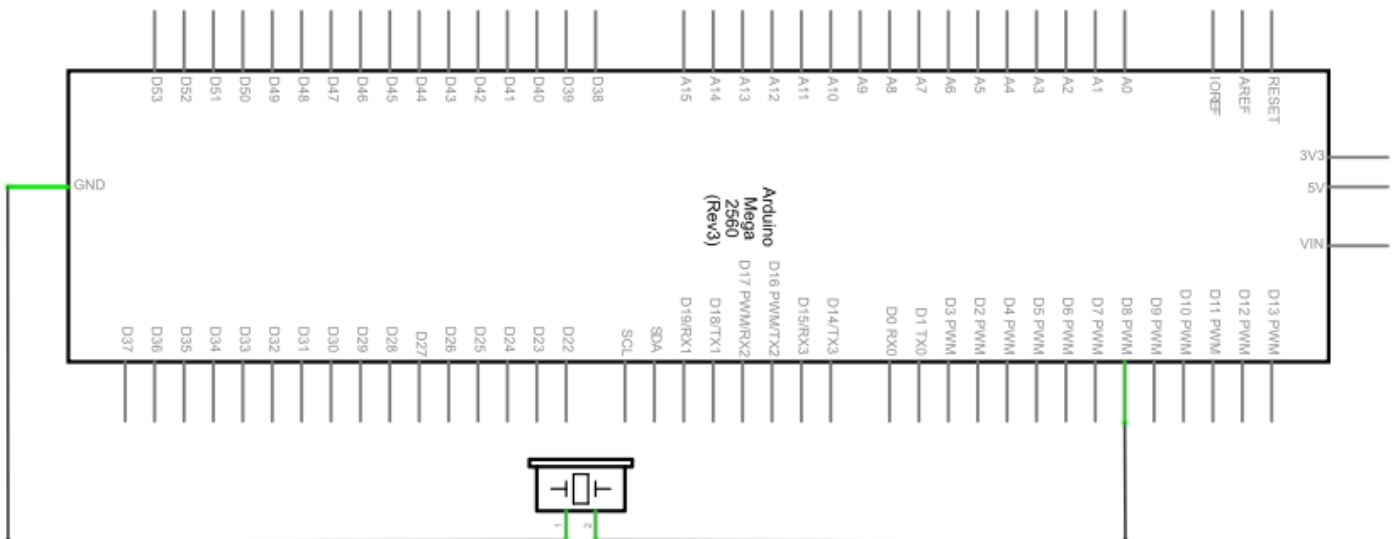 D53
D52
D51
D50
D49
D48
D47
D46
D45
D44
D43
D42
D41
D40
D39
D38
A15
A14
A13
A12
A11
A10
A9
A8
A7
A6
A5
A4
A3
A2
A1
A0
IOREF
AREF
RESET
3V3
5V
VIN
GND
Arduino
Mega
2560
(Rev3)
D37
D36
D35
D34
D33
D32
D31
D30
D29
D28
D27
D26
D25
D24
D23
D22
SCL
SDA
D19/RX1
D18/TX1
D17 PWM/RX2
D16 PWM/TX2
D15/RX3
D14/TX3
D0 RX0
D1 TX0
D3 PWM
D2 PWM
D4 PWM
D5 PWM
D6 PWM
D7 PWM
D8 PWM
D9 PWM
D10 PWM
D11 PWM
D12 PWM
D13 PWM
1
2